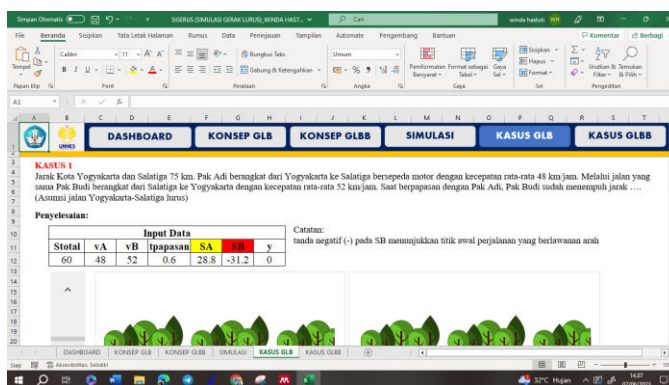 Simpan Otomatis
SIGERUS (SIMULASI GERAK LURUS)_WINDA HAST...
Cari
winda hastuti
WH
File Beranda Sisipkan Tata Letak Halaman Rumus Data Peninjauan Tampilan Pengembang Bantuan
Komentar
Calibri
11
Bungkus Teks
Umum
Sisipkan
Tempel
B I U
Gabung & Ketengahkan
Hapus
Format
Pemformatan Bersyarat
Format sebagai Tabel
Gaya Sel
Urutkan & Filter
Temukan & Pilih
Papan Klip Font Perataan Angka Gaya Sel Pengeditan
A1
fx
A B C D E F G H I J K L M N O P Q R S T
UNNES
DASHBOARD KONSEP GLB KONSEP GLBB SIMULASI KASUS GLB KASUS GLBB
KASUS 1
Jarak Kota Yogyakarta dan Salatiga 75 km. Pak Adi berangkat dari Yogyakarta ke Salatiga bersepeda motor dengan kecepatan rata-rata 48 km/jam. Melalui jalan yang
sama Pak Budi berangkat dari Salatiga ke Yogyakarta dengan kecepatan rata-rata 52 km/jam. Saat berpapasan dengan Pak Adi, Pak Budi sudah menempuh jarak ….
(Asumsi jalan Yogyakarta-Salatiga lurus)
Penyelesaian:
Input Data
Stotal vA vB tpapasan SA SB y
60 48 52 0.6 28.8 -31.2 0
Catatan:
tanda negatif (-) pada SB menunjukkan titik awal perjalanan yang berlawanan arah
DASHBOARD KONSEP GLB KONSEP GLBB SIMULASI KASUS GLB KASUS GLBB
Siap
Aksesibilitas: Selidiki
32°C Hujan
14.07